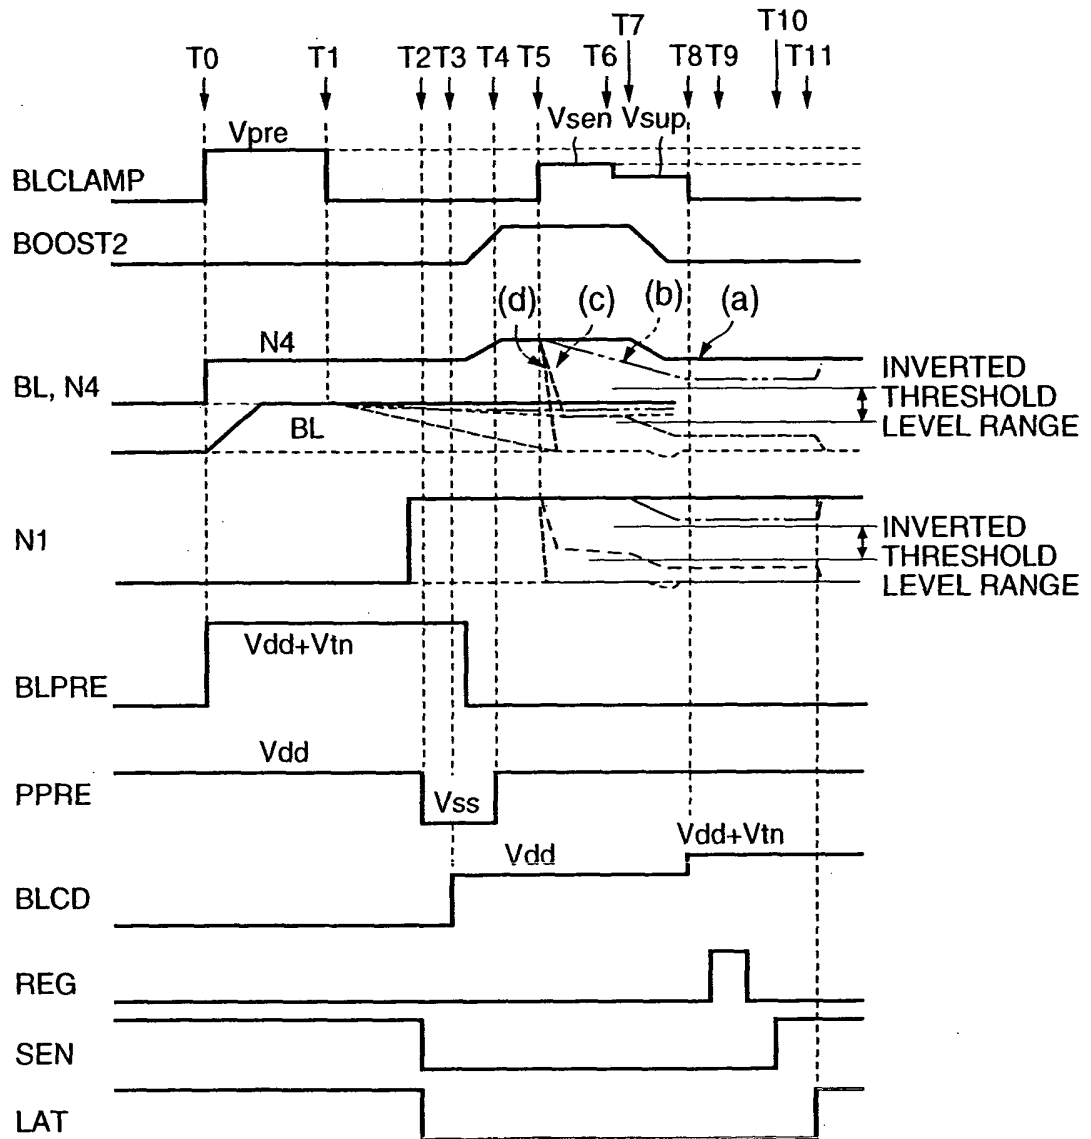 T7 T10
T0 T1 T2 T3 T4 T5 T6 T8 T9 T11
Vpre Vsen Vsup
BLCLAMP
BOOST2
(d) (c) (b) (a)
N4
BL, N4
BL
INVERTED
THRESHOLD
LEVEL RANGE
N1
INVERTED
THRESHOLD
LEVEL RANGE
Vdd+Vtn
BLPRE
Vdd
PPRE
Vss
Vdd+Vtn
Vdd
BLCD
REG
SEN
LAT